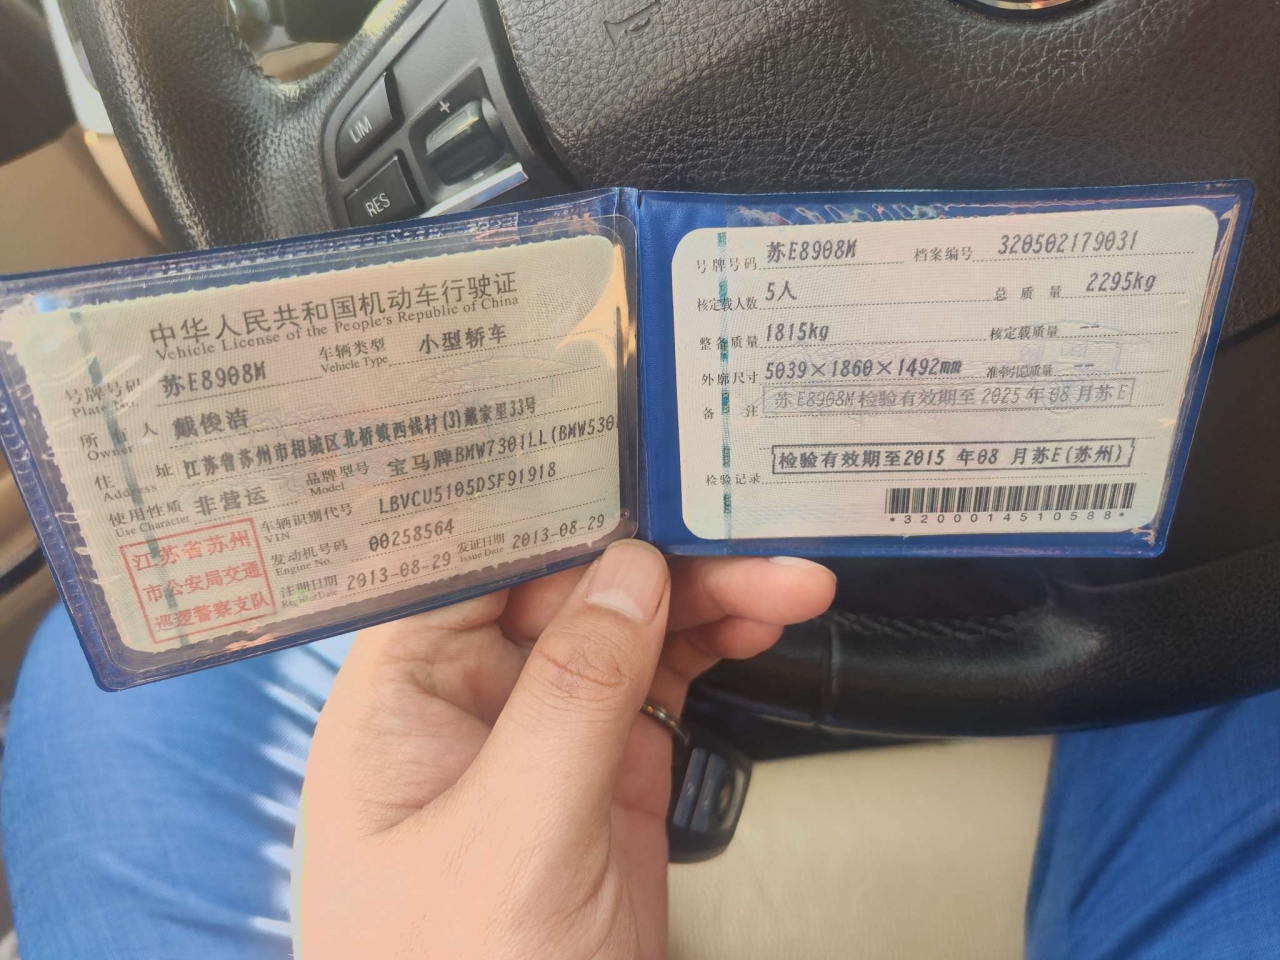 LIM
+
RES
中华人民共和国机动车行驶证
Vehicle License of the People's Republic of China
号牌号码 苏E8908M 车辆类型 小型轿车
Plate No. Vehicle Type
所有人 戴俊洁
Owner
住址 江苏省苏州市相城区北桥镇西钱村(3)戴家里33号
Address
使用性质 非营运 品牌型号 宝马牌BMW7301LL(BMW530
Use Character Model
江苏省苏州
市公安局交通
巡逻警察支队
车辆识别代号 LBVCU5105DSF91918
VIN
发动机号码 00258564
Engine No.
注册日期 2013-08-29 发证日期 2013-08-29
Register Date Issue Date
号牌号码 苏E8908M 档案编号 320502179031
核定载人数 5人 总质量 2295kg
整备质量 1815kg 核定载质量 --
外廓尺寸 5039×1860×1492mm 准牵引总质量 --
备注 苏E8908M检验有效期至2025年08月苏E
检验有效期至2015 年08 月苏E(苏州)
检验记录
*3200014510588*